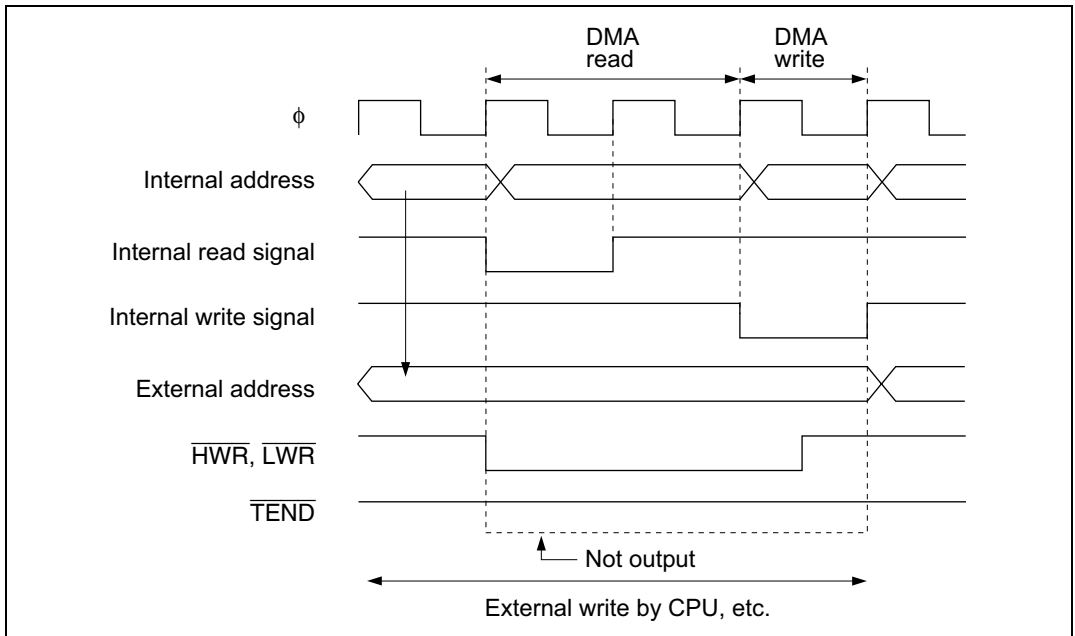 DMA
read
DMA
write
ϕ
Internal address
Internal read signal
Internal write signal
External address
HWR, LWR
TEND
Not output
External write by CPU, etc.